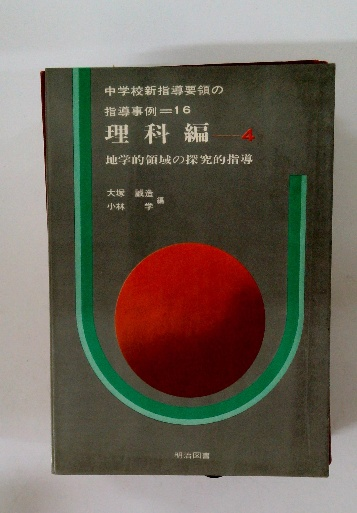 中学校新指導要領の
指導事例=16
理科編—4
地学的領域の探究的指導
大塚 誠造
小林 学 編
明治図書